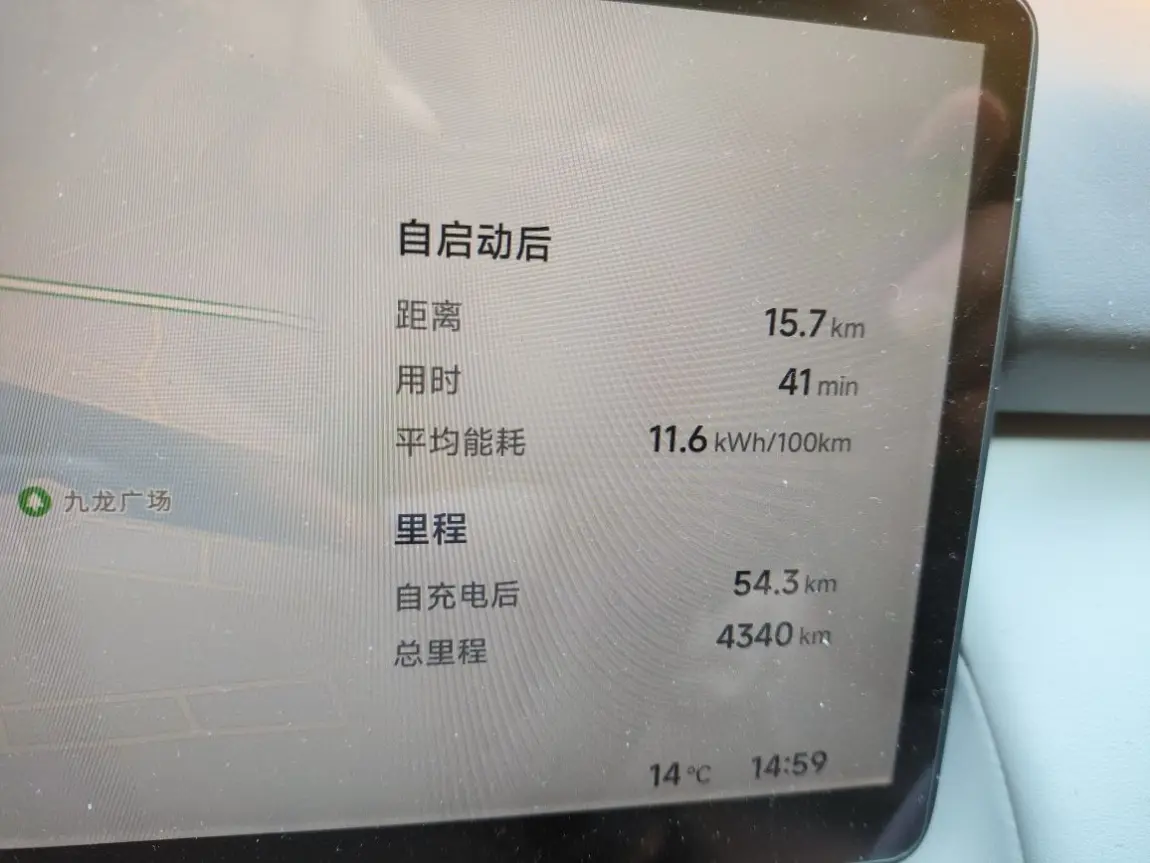 自启动后
距离 15.7 km
用时 41 min
平均能耗 11.6 kWh/100km
九龙广场
里程
自充电后 54.3 km
总里程 4340 km
14 °C 14:59